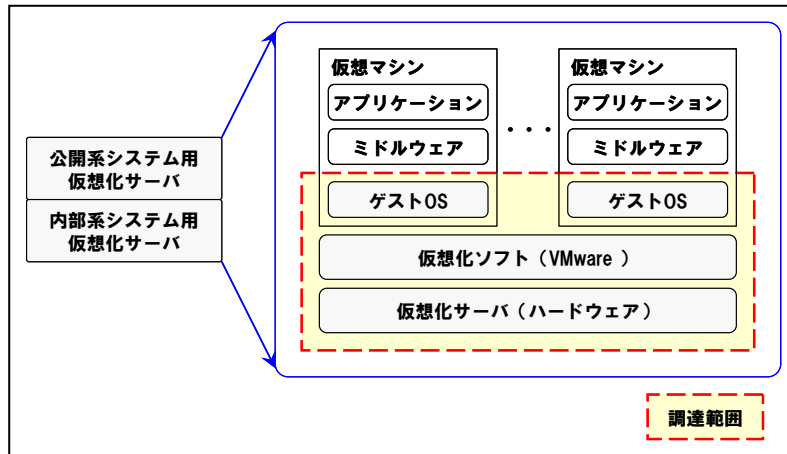 公開系システム用
仮想化サーバ
内部系システム用
仮想化サーバ
仮想マシン
アプリケーション
ミドルウェア
ゲストOS
・・・
仮想マシン
アプリケーション
ミドルウェア
ゲストOS
仮想化ソフト（VMware ）
仮想化サーバ（ハードウェア）
調達範囲